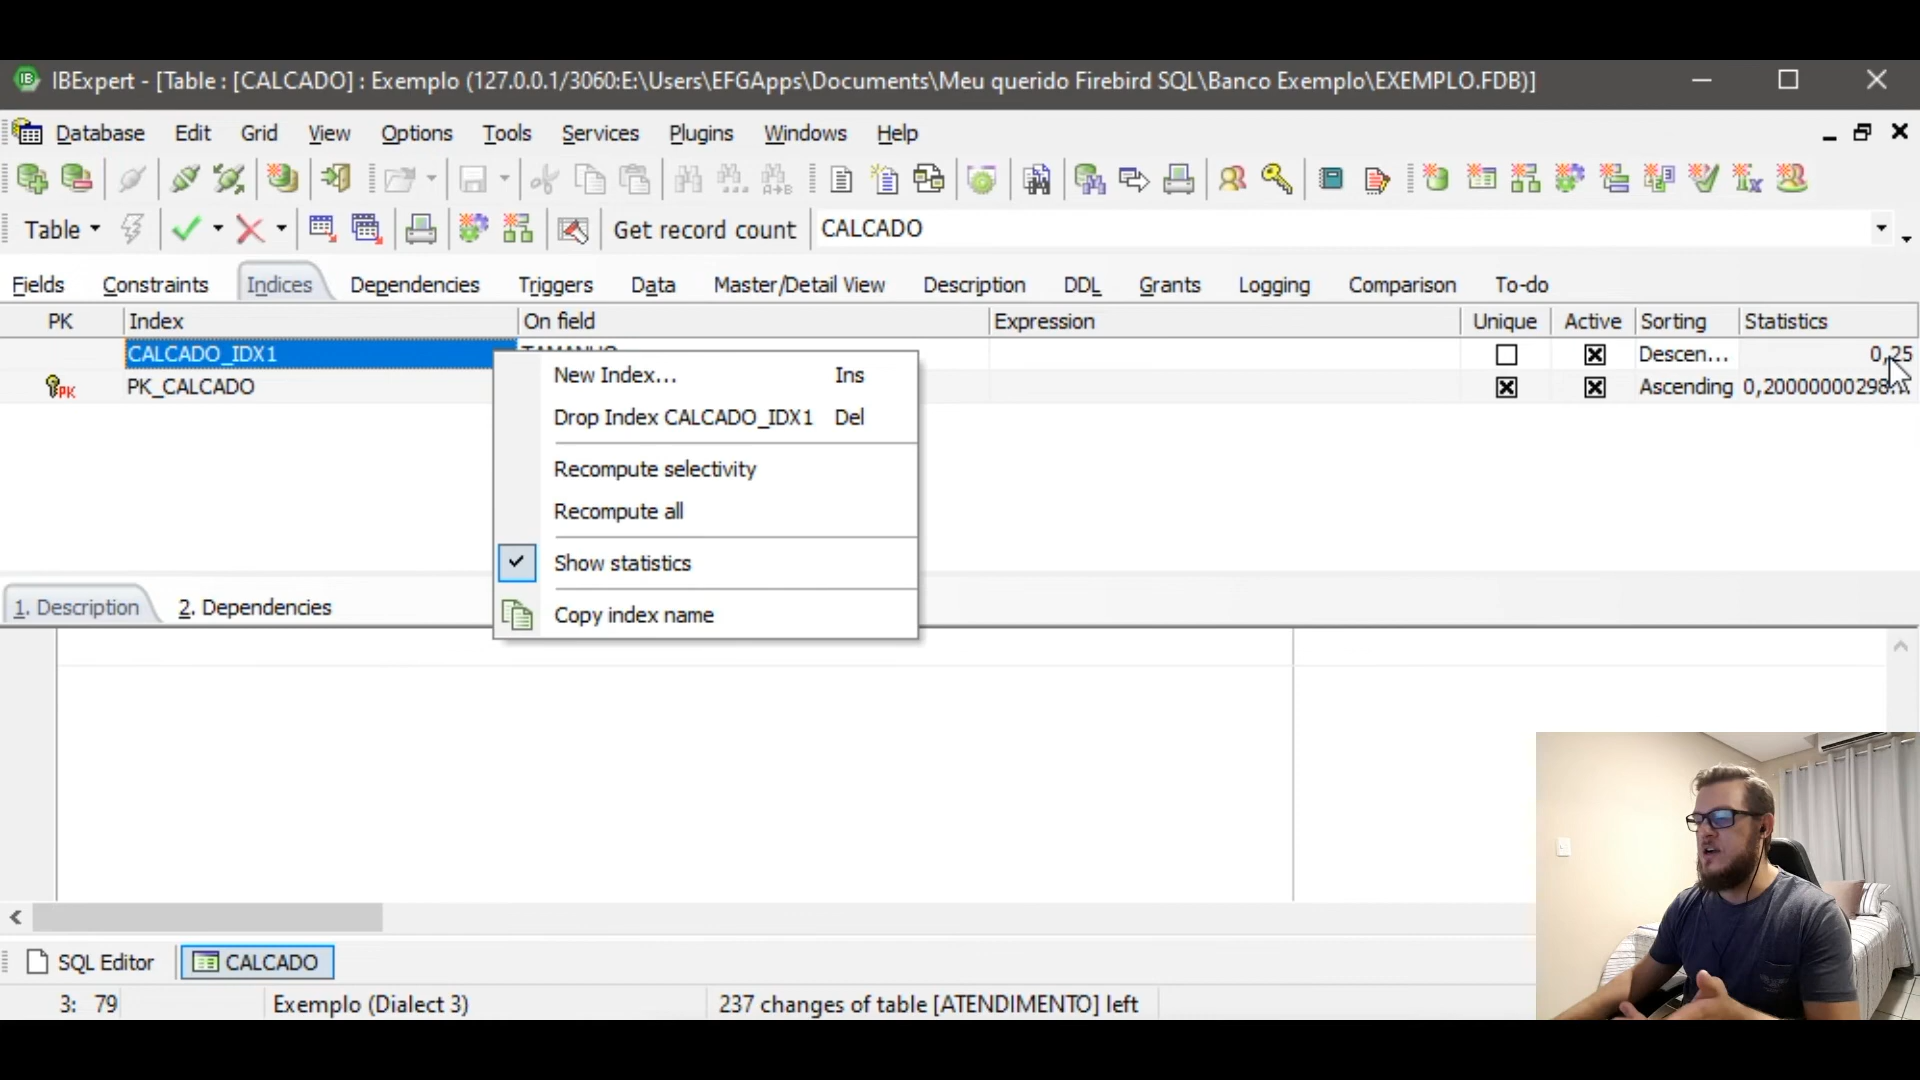 IBExpert - [Table : [CALCADO] : Exemplo (127.0.0.1/3060:E:\Users\EFGApps\Documents\Meu querido Firebird SQL\Banco Exemplo\EXEMPLO.FDB)]
Database Edit Grid View Options Tools Services Plugins Windows Help
Table Get record count CALCADO
Fields Constraints Indices Dependencies Triggers Data Master/Detail View Description DDL Grants Logging Comparison To-do
PK Index On field Expression Unique Active Sorting Statistics
CALCADO_IDX1 TAMANHO Descen... 0,25
PK PK_CALCADO Ascending 0,20000000298...
New Index... Ins
Drop Index CALCADO_IDX1 Del
Recompute selectivity
Recompute all
Show statistics
Copy index name
1. Description 2. Dependencies
SQL Editor CALCADO
3: 79 Exemplo (Dialect 3) 237 changes of table [ATENDIMENTO] left